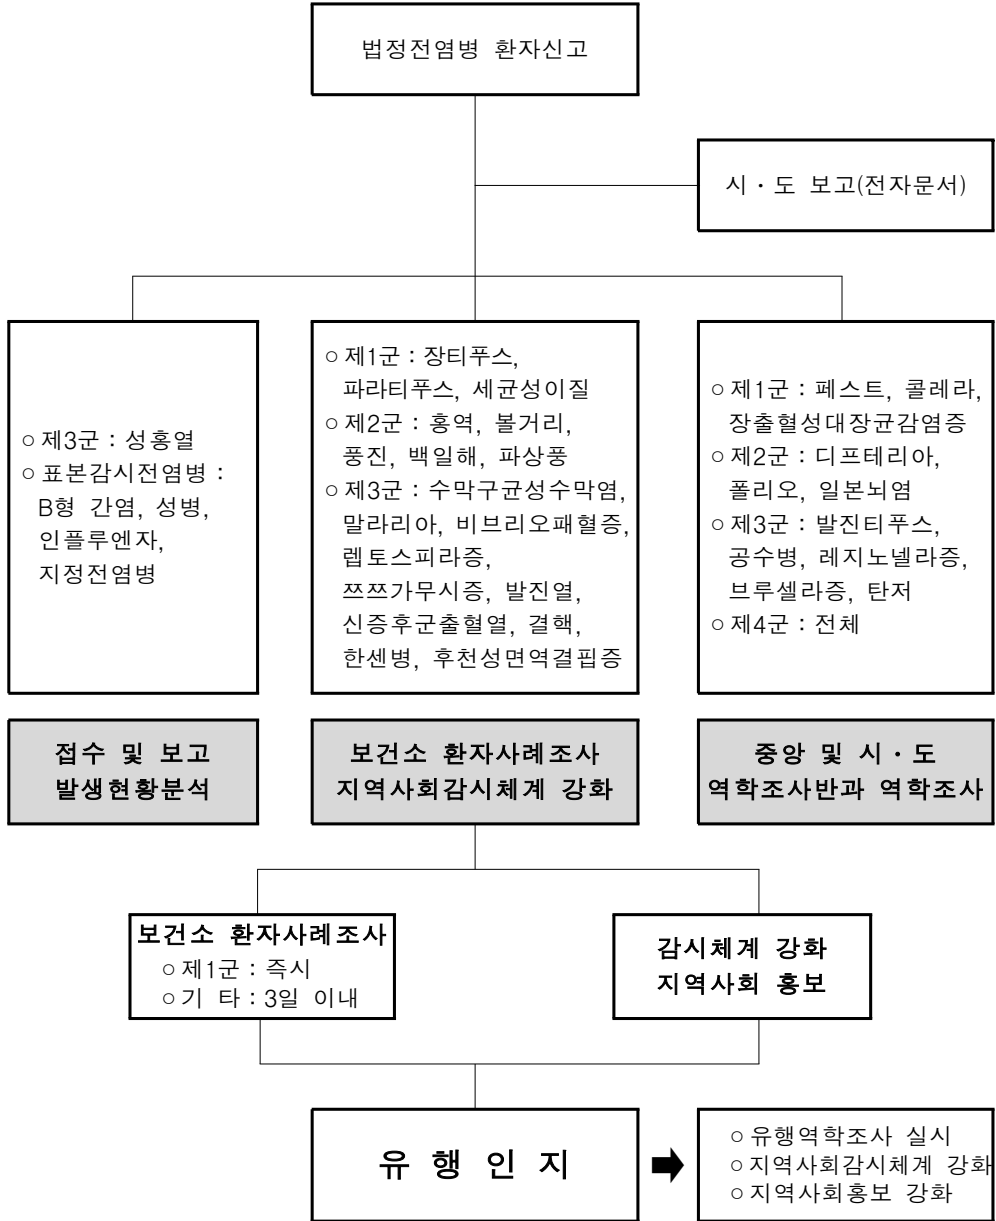 법정전염병 환자신고
시·도 보고(전자문서)
○ 제3군 : 성홍열
○ 표본감시전염병 :
B형 간염, 성병,
인플루엔자,
지정전염병
○ 제1군 : 장티푸스,
파라티푸스, 세균성이질
○ 제2군 : 홍역, 볼거리,
풍진, 백일해, 파상풍
○ 제3군 : 수막구균성수막염,
말라리아, 비브리오패혈증,
렙토스피라증,
쯔쯔가무시증, 발진열,
신증후군출혈열, 결핵,
한센병, 후천성면역결핍증
○ 제1군 : 페스트, 콜레라,
장출혈성대장균감염증
○ 제2군 : 디프테리아,
폴리오, 일본뇌염
○ 제3군 : 발진티푸스,
공수병, 레지노넬라증,
브루셀라증, 탄저
○ 제4군 : 전체
접수 및 보고
발생현황분석
보건소 환자사례조사
지역사회감시체계 강화
중앙 및 시·도
역학조사반과 역학조사
보건소 환자사례조사
○ 제1군 : 즉시
○ 기 타 : 3일 이내
감시체계 강화
지역사회 홍보
유 행 인 지
○ 유행역학조사 실시
○ 지역사회감시체계 강화
○ 지역사회홍보 강화